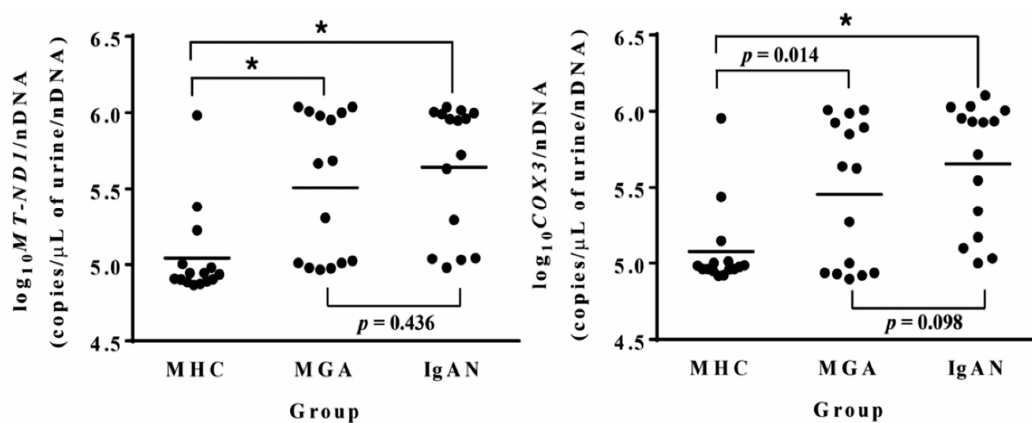 log10MT-ND1/nDNA
(copies/μL of urine/nDNA)
6.5
6.0
5.5
5.0
4.5
*
*
p = 0.436
MHC
MGA
IgAN
Group
log10COX3/nDNA
(copies/μL of urine/nDNA)
6.5
6.0
5.5
5.0
4.5
*
p = 0.014
p = 0.098
MHC
MGA
IgAN
Group